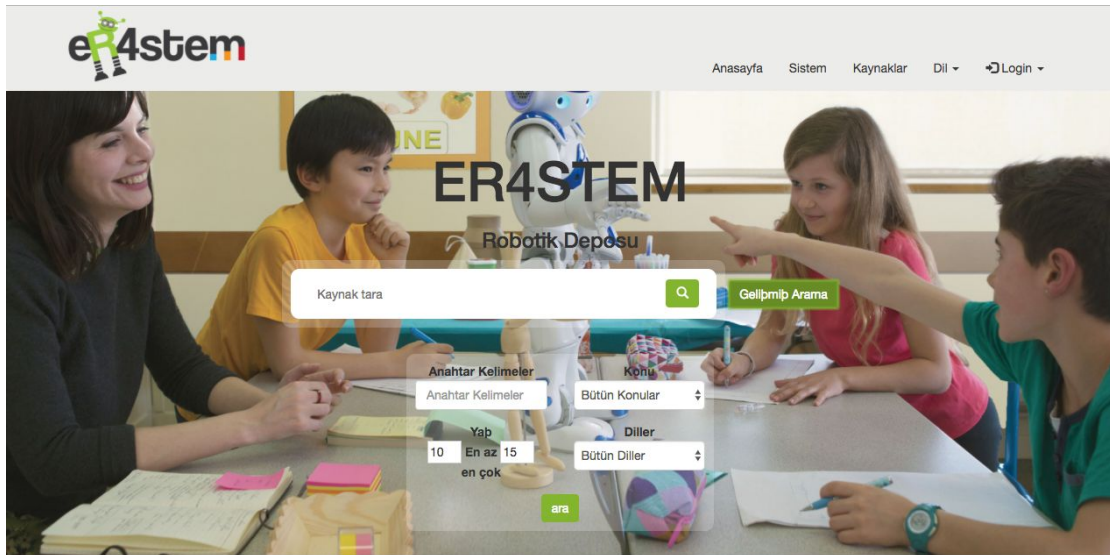 er4stem
Anasayfa Sistem Kaynaklar Dil Login
UNE
ER4STEM
Robotik Deposu
Kaynak tara
Geliþmiþ Arama
Anahtar Kelimeler Konu
Anahtar Kelimeler Bütün Konular
Yaþ Diller
10 En az 15 Bütün Diller
en çok
ara